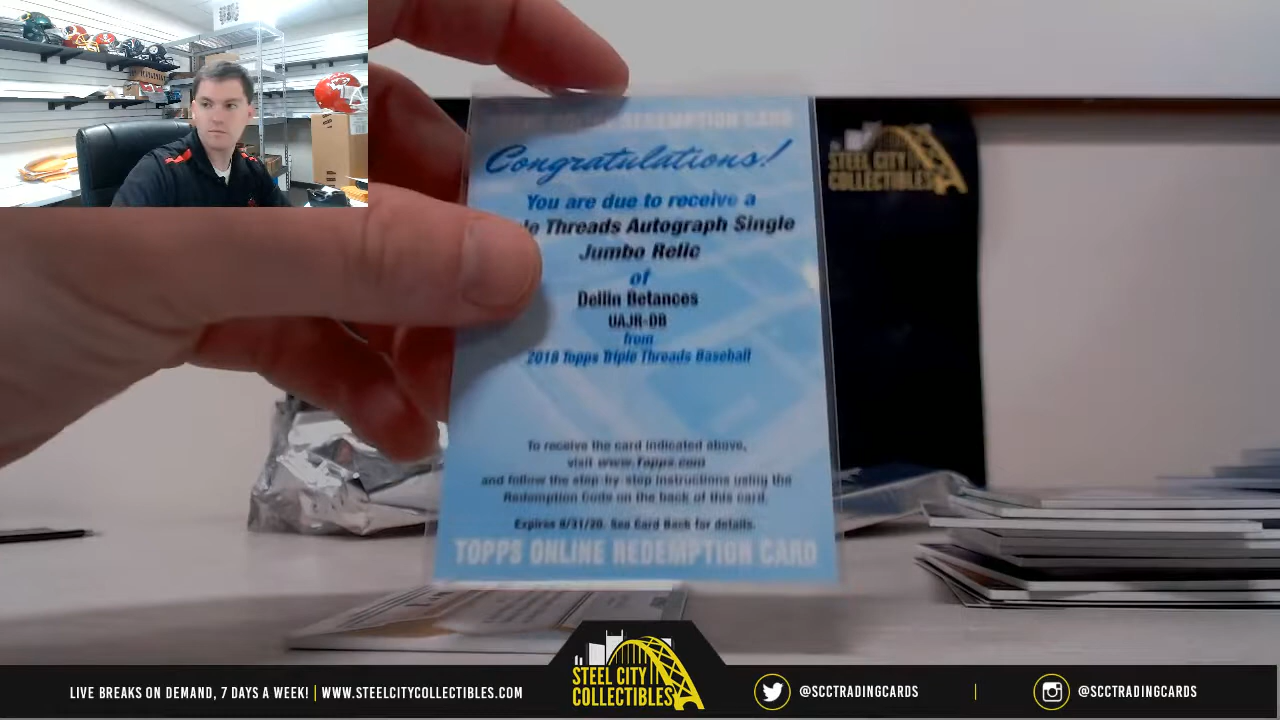 REDEMPTION CARD
Congratulations!
You are due to receive a
Threads Autograph Single
Jumbo Relic
of
Dellin Betances
UAJR-DB
from
2018 Topps Triple Threads Baseball
To receive the card indicated above,
visit www.Topps.com
and follow the step-by-step instructions using the
Redemption Code on the back of this card.
Expires 8/31/20. See Card Back for details.
TOPPS ONLINE REDEMPTION CARD
STEEL CITY
COLLECTIBLES
STEEL CITY
COLLECTIBLES
LIVE BREAKS ON DEMAND, 7 DAYS A WEEK! | WWW.STEELCITYCOLLECTIBLES.COM
@SCCTRADINGCARDS | @SCCTRADINGCARDS